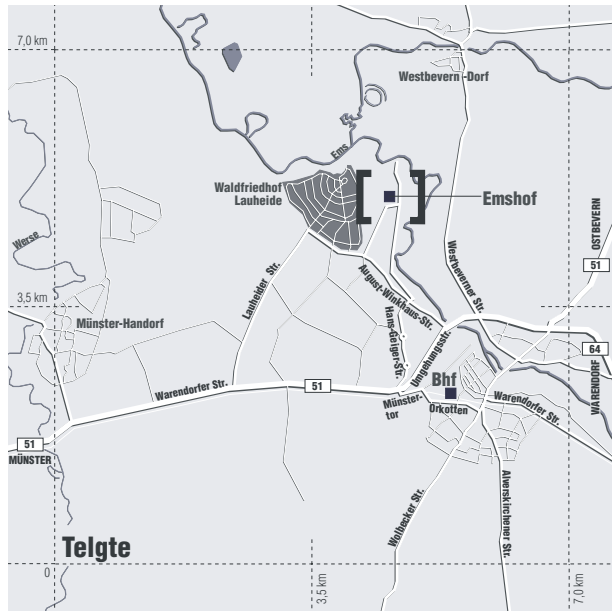 7,0 km
Westbevern -Dorf
Ems
Waldfriedhof
Lauheide
Emshof
Werse
OSTBEVERN
51
Westbeverner Str.
Lauheider Str.
August-Winkhaus-Str.
3,5 km
Münster-Handorf
Hans-Geiger-Str.
Umgehungsstr.
64
WARENDORF
Bhf
Warendorfer Str.
51
Münster-
tor
Orkotten
Warendorfer Str.
51
MÜNSTER
Wolbecker Str.
Alverskirchener Str.
Telgte
0
3,5 km
7,0 km